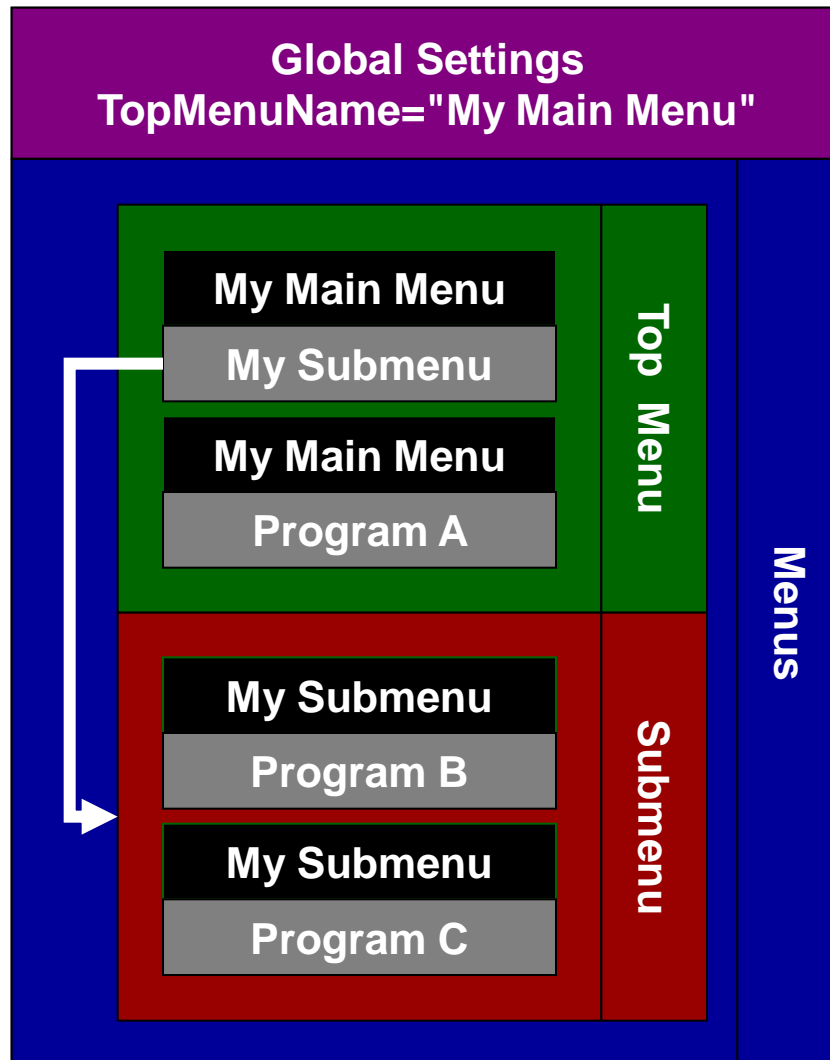 Global Settings
TopMenuName="My Main Menu"
My Main Menu
My Submenu
My Main Menu
Program A
Top Menu
My Submenu
Program B
My Submenu
Program C
Submenu
Menus